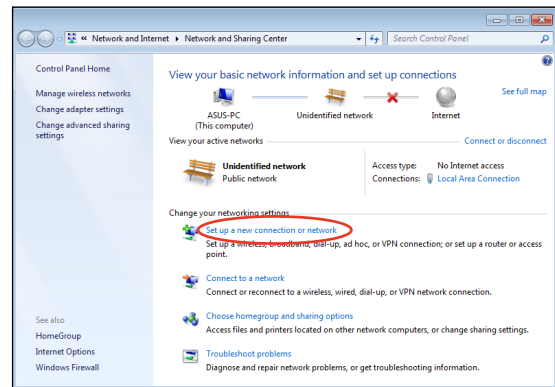 « Network and Internet ▸ Network and Sharing Center
Search Control Panel
Control Panel Home
Manage wireless networks
Change adapter settings
Change advanced sharing
settings
View your basic network information and set up connections
See full map
ASUS-PC
(This computer)
Unidentified network
Internet
View your active networks
Connect or disconnect
Unidentified network
Public network
Access type: No Internet access
Connections: Local Area Connection
Change your networking settings
Set up a new connection or network
Set up a wireless, broadband, dial-up, ad hoc, or VPN connection; or set up a router or access
point.
Connect to a network
Connect or reconnect to a wireless, wired, dial-up, or VPN network connection.
Choose homegroup and sharing options
Access files and printers located on other network computers, or change sharing settings.
Troubleshoot problems
Diagnose and repair network problems, or get troubleshooting information.
See also
HomeGroup
Internet Options
Windows Firewall